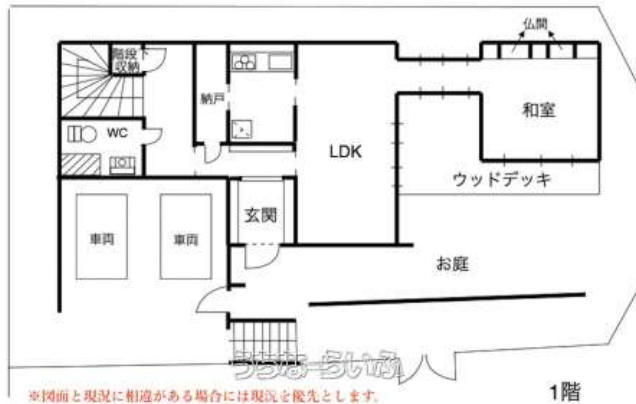 仏間
階段下
収納
納戸
和室
WC
LDK
ウッドデッキ
玄関
車両
車両
お庭
うちなーらいふ
※図面と現況に相違がある場合には現況を優先とします。
1階